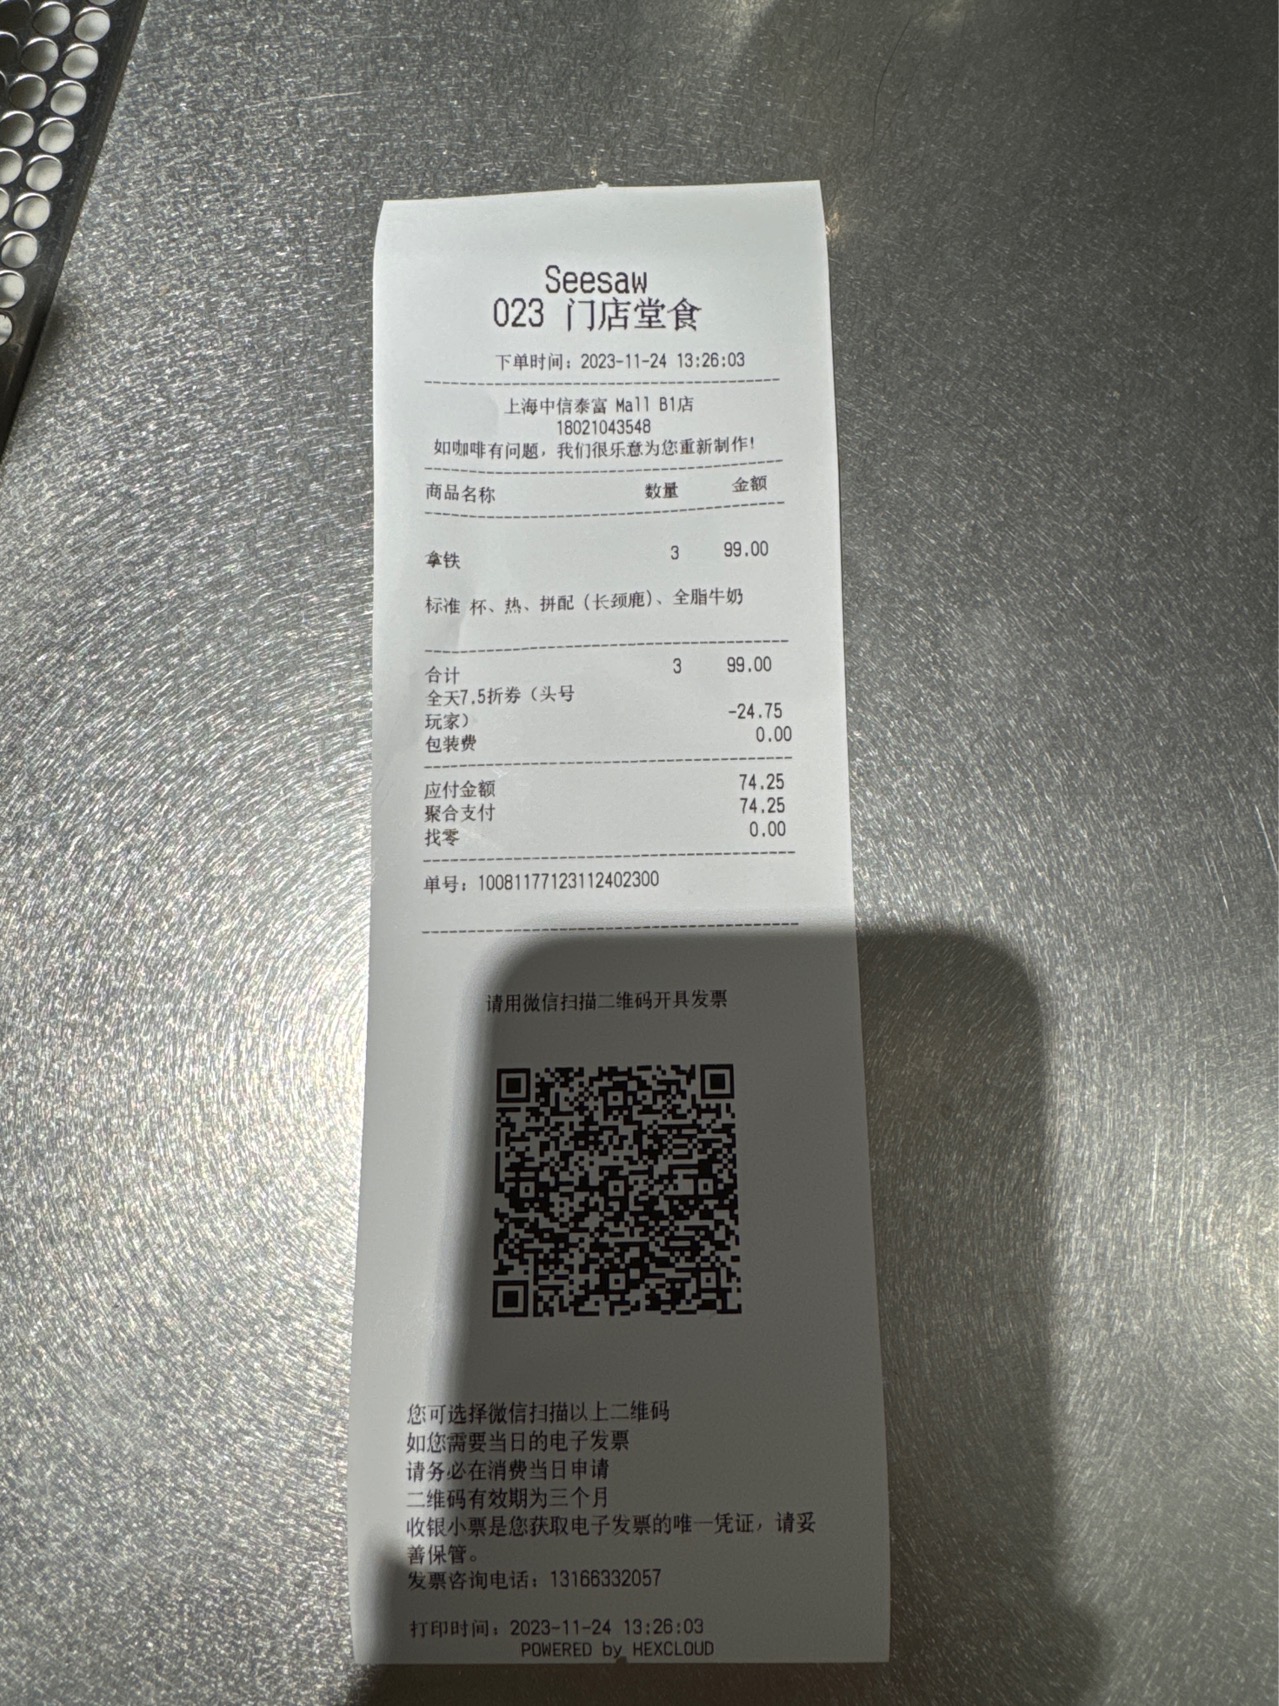 Seesaw
023 门店堂食
下单时间：2023-11-24 13:26:03
上海中信泰富 Mall B1店
18021043548
如咖啡有问题，我们很乐意为您重新制作！
商品名称 数量 金额
拿铁 3 99.00
标准 杯、热、拼配（长颈鹿）、全脂牛奶
合计 3 99.00
全天7.5折券（头号
玩家） -24.75
包装费 0.00
应付金额 74.25
聚合支付 74.25
找零 0.00
单号：10081177123112402300
请用微信扫描二维码开具发票
您可选择微信扫描以上二维码
如您需要当日的电子发票
请务必在消费当日申请
二维码有效期为三个月
收银小票是您获取电子发票的唯一凭证，请妥
善保管。
发票咨询电话：13166332057
打印时间：2023-11-24 13:26:03
POWERED by HEXCLOUD